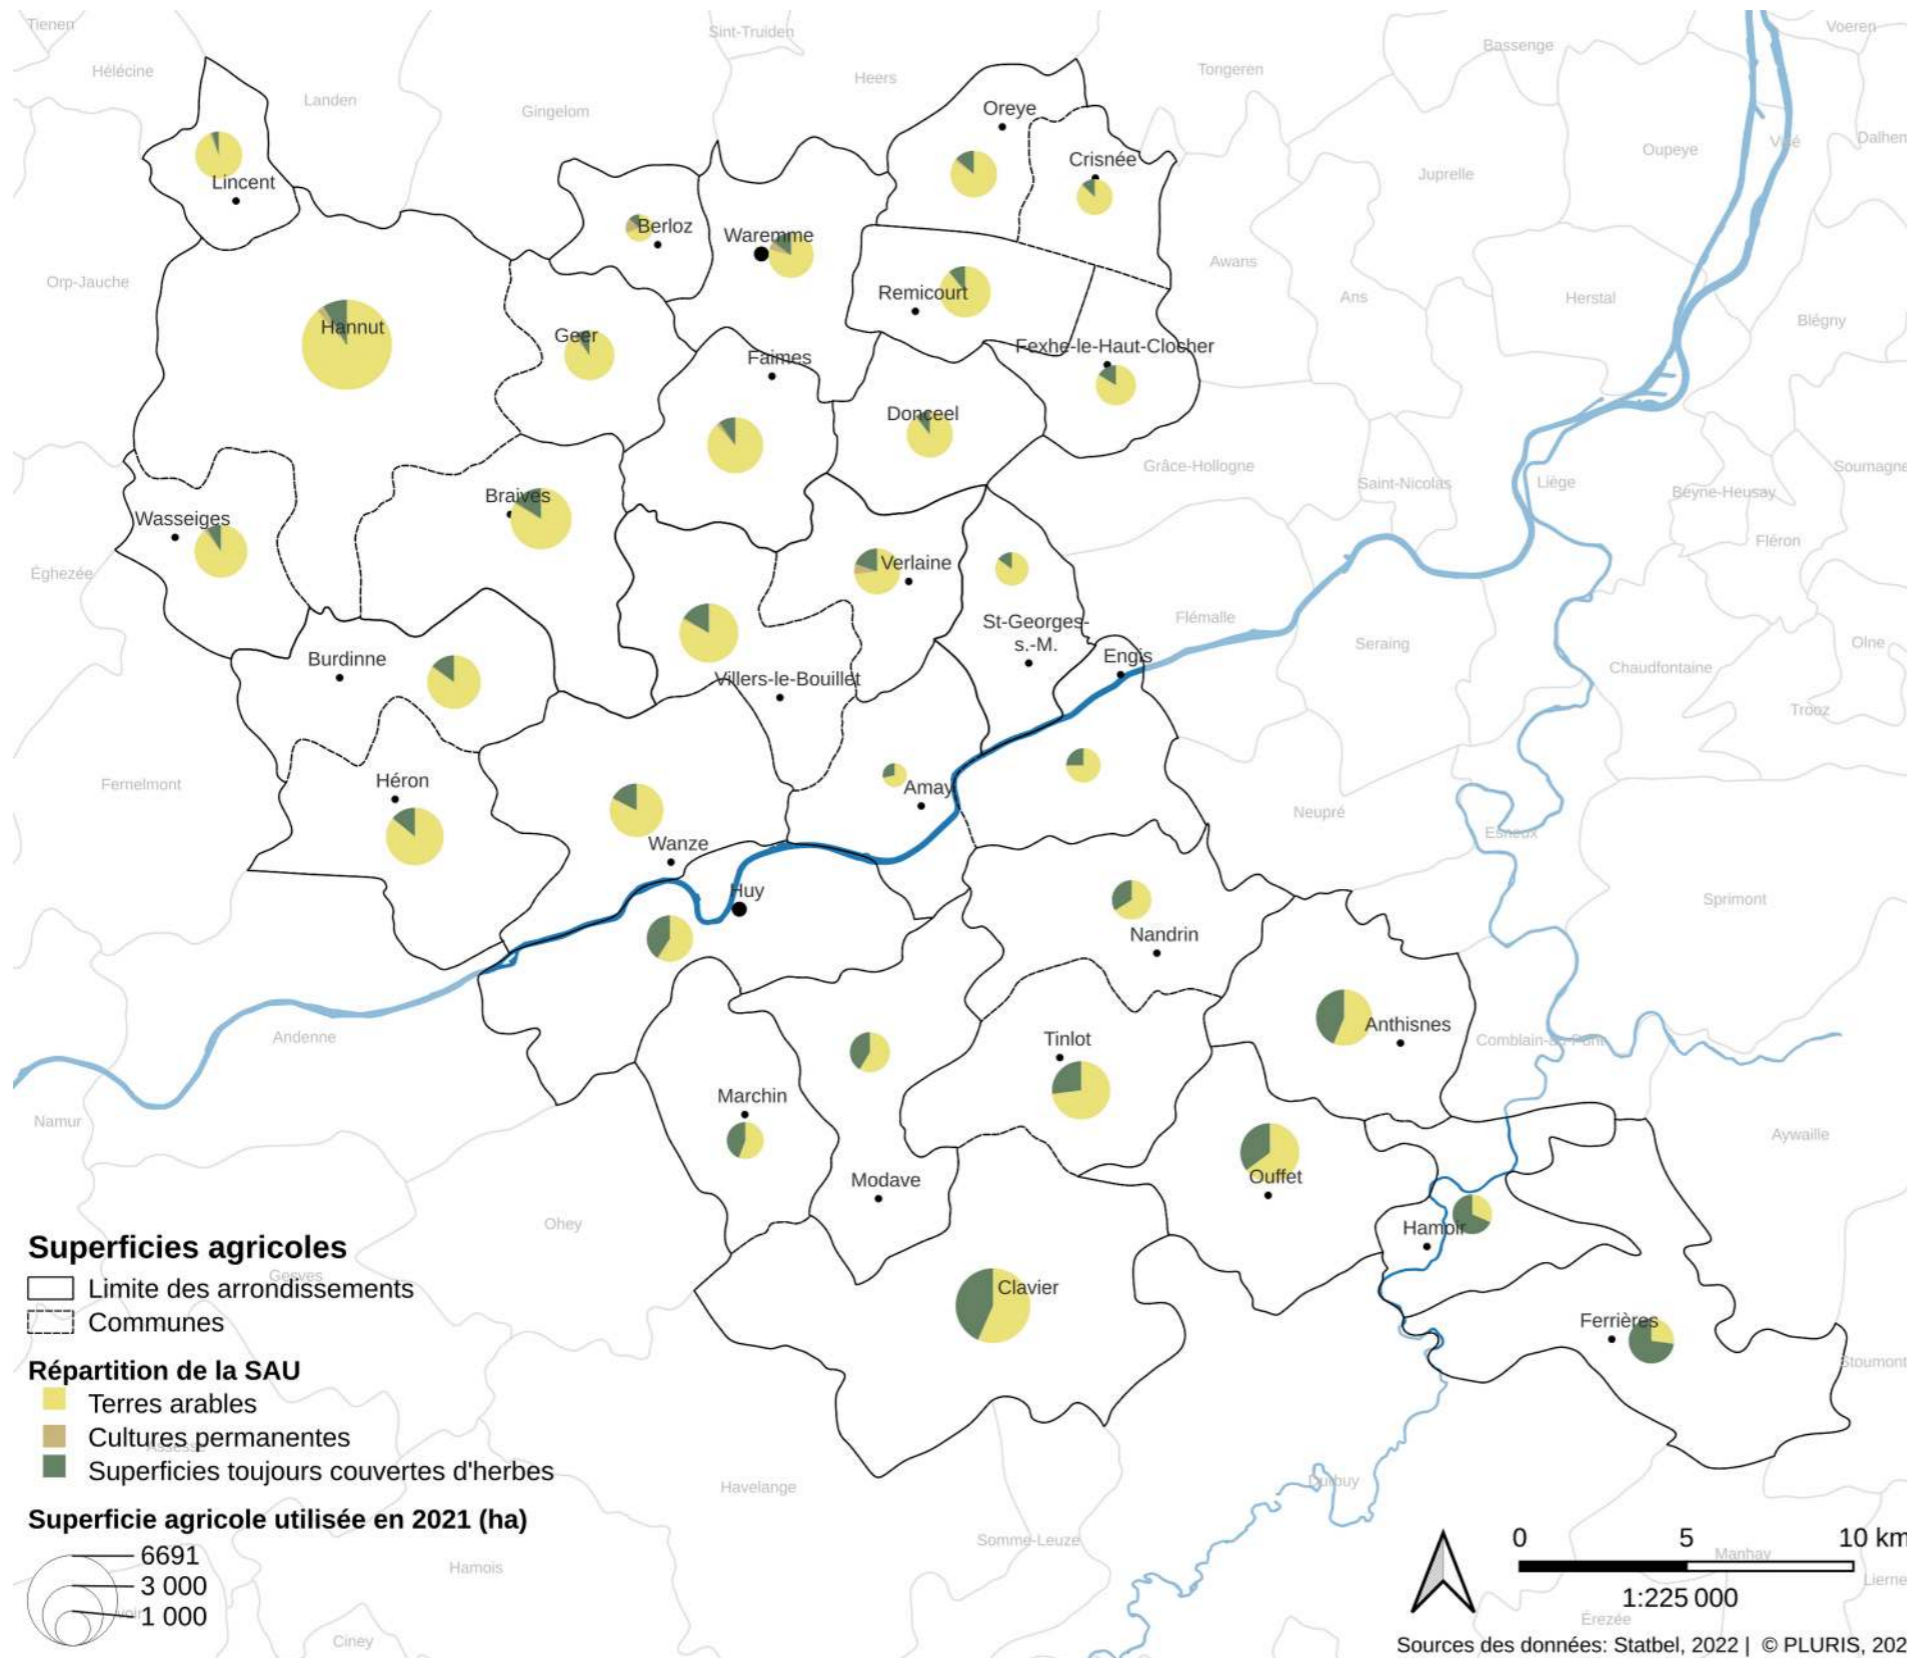 Tienen
Sint-Truiden
Voeren
Hélécine
Heers
Tongeren
Bassenge
Landen
Gingelom
Oreye
Visé
Dalhem
Oupeye
Crisnée
Juprelle
Lincent
Berloz
Waremme
Awans
Orp-Jauche
Remicourt
Ans
Herstal
Blégny
Hannut
Geer
Faimes
Fexhe-le-Haut-Clocher
Donceel
Grâce-Hollogne
Saint-Nicolas
Liège
Beyne-Heusay
Soumagne
Braives
Wasseiges
Fléron
Éghezée
Verlaine
St-Georges-
s.-M.
Flémalle
Seraing
Olne
Burdinne
Engis
Chaudfontaine
Villers-le-Bouillet
Trooz
Héron
Fernelmont
Amay
Neupré
Esneux
Wanze
Huy
Sprimont
Nandrin
Andenne
Tinlot
Anthisnes
Comblain-au-Pont
Marchin
Namur
Aywaille
Modave
Ouffet
Ohey
Hamoir
Clavier
Ferrières
Stoumont
Superficies agricoles
Gesves
Limite des arrondissements
Communes
Répartition de la SAU
Terres arables
Cultures permanentes
Assesse
Superficies toujours couvertes d'herbes
Havelange
Durbuy
Superficie agricole utilisée en 2021 (ha)
6691
3 000
1 000
Somme-Leuze
Hamois
Ciney
0 5 10 km
Manhay
Lierne
1:225 000
Érezée
Sources des données: Statbel, 2022 | © PLURIS, 202